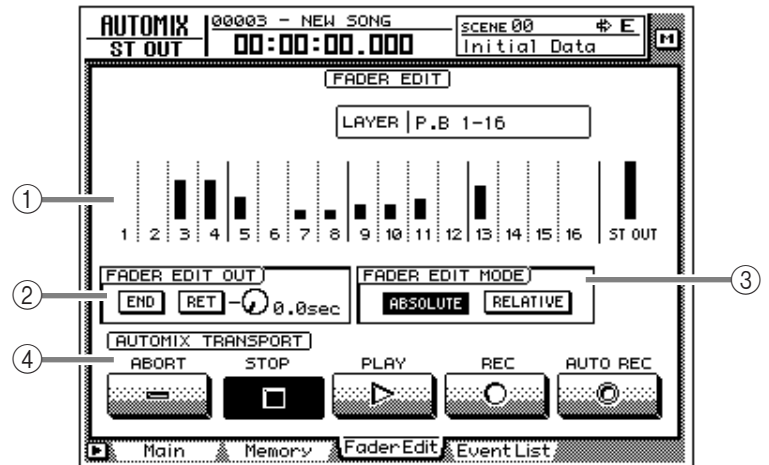 AUTOMIX
ST OUT
00003 - NEW SONG
00:00:00.000
SCENE 00 E
Initial Data
M
FADER EDIT
LAYER P.B 1-16
①
1 2 3 4 5 6 7 8 9 10 11 12 13 14 15 16 ST OUT
②
FADER EDIT OUT
END RET 0.0sec
FADER EDIT MODE
ABSOLUTE RELATIVE
③
④
AUTOMIX TRANSPORT
ABORT STOP PLAY REC AUTO REC
Main Memory Fader Edit Event List